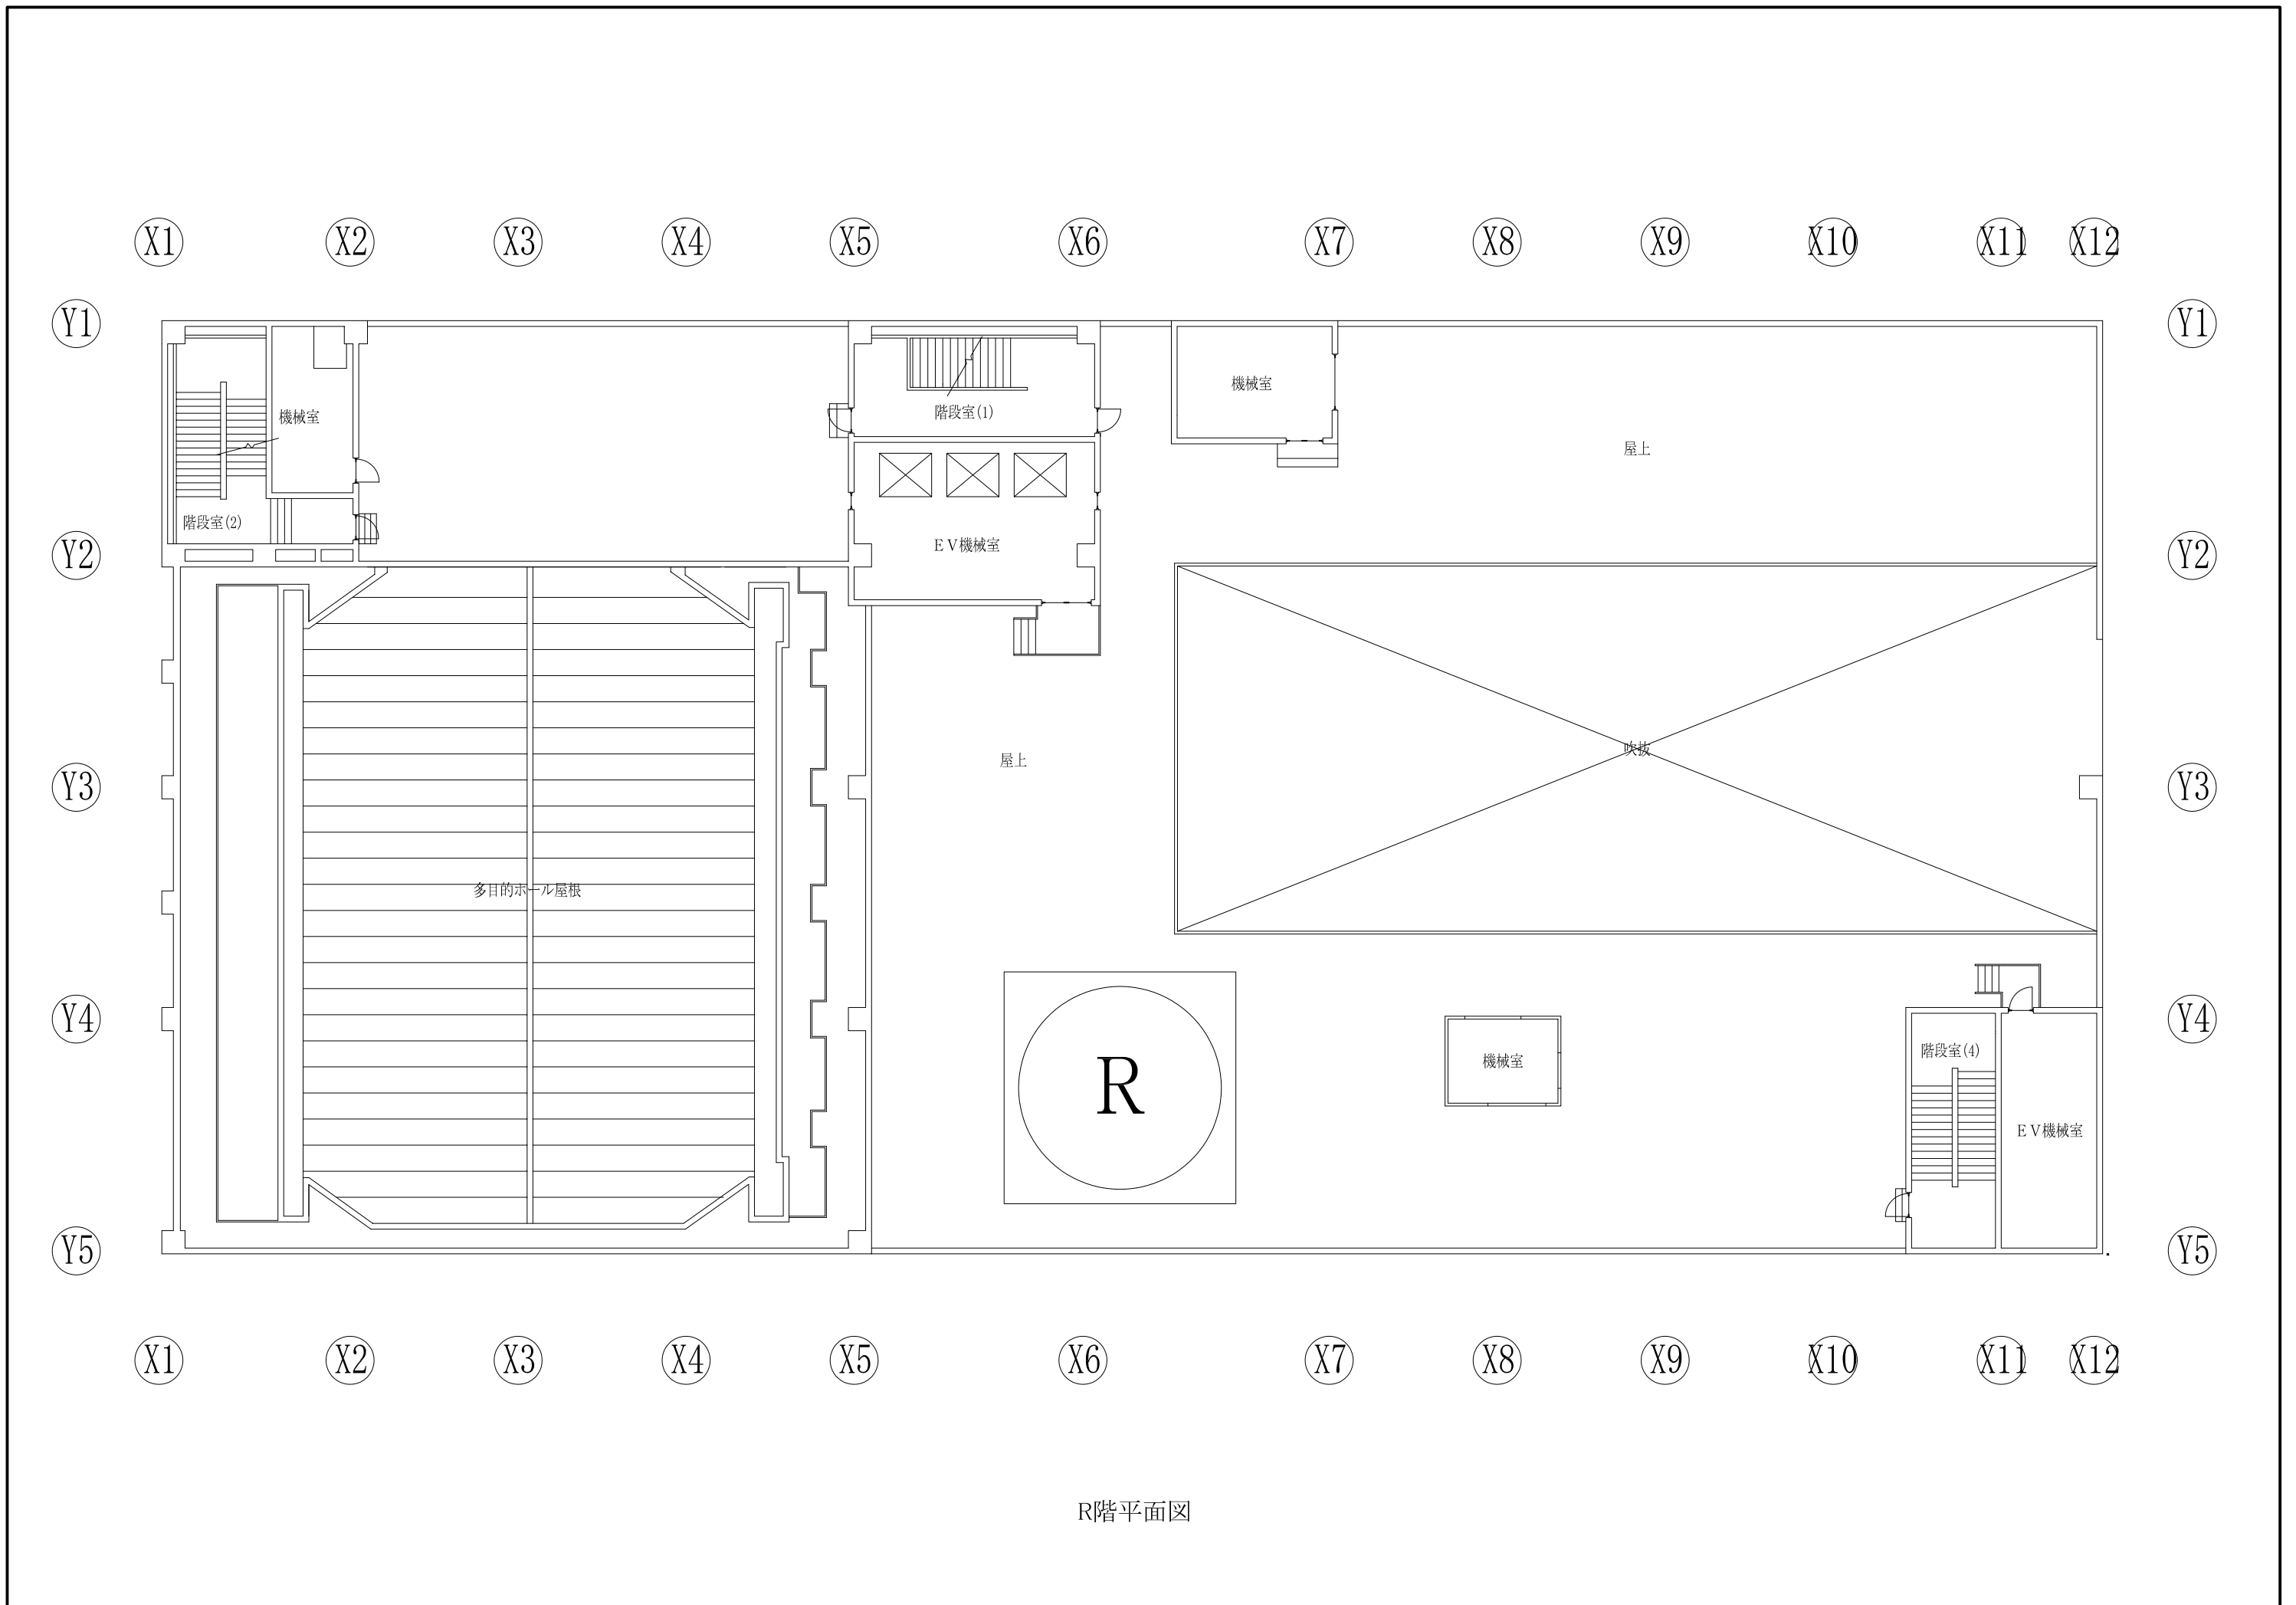 X1 X2 X3 X4 X5 X6 X7 X8 X9 X10 X11 X12
Y1 Y1
機械室
機械室
階段室(1)
屋上
階段室(2)
ＥＶ機械室
Y2 Y2
吹抜
屋上
Y3 Y3
多目的ホール屋根
Y4 Y4
階段室(4)
機械室
R
ＥＶ機械室
Y5 Y5
X1 X2 X3 X4 X5 X6 X7 X8 X9 X10 X11 X12
R階平面図